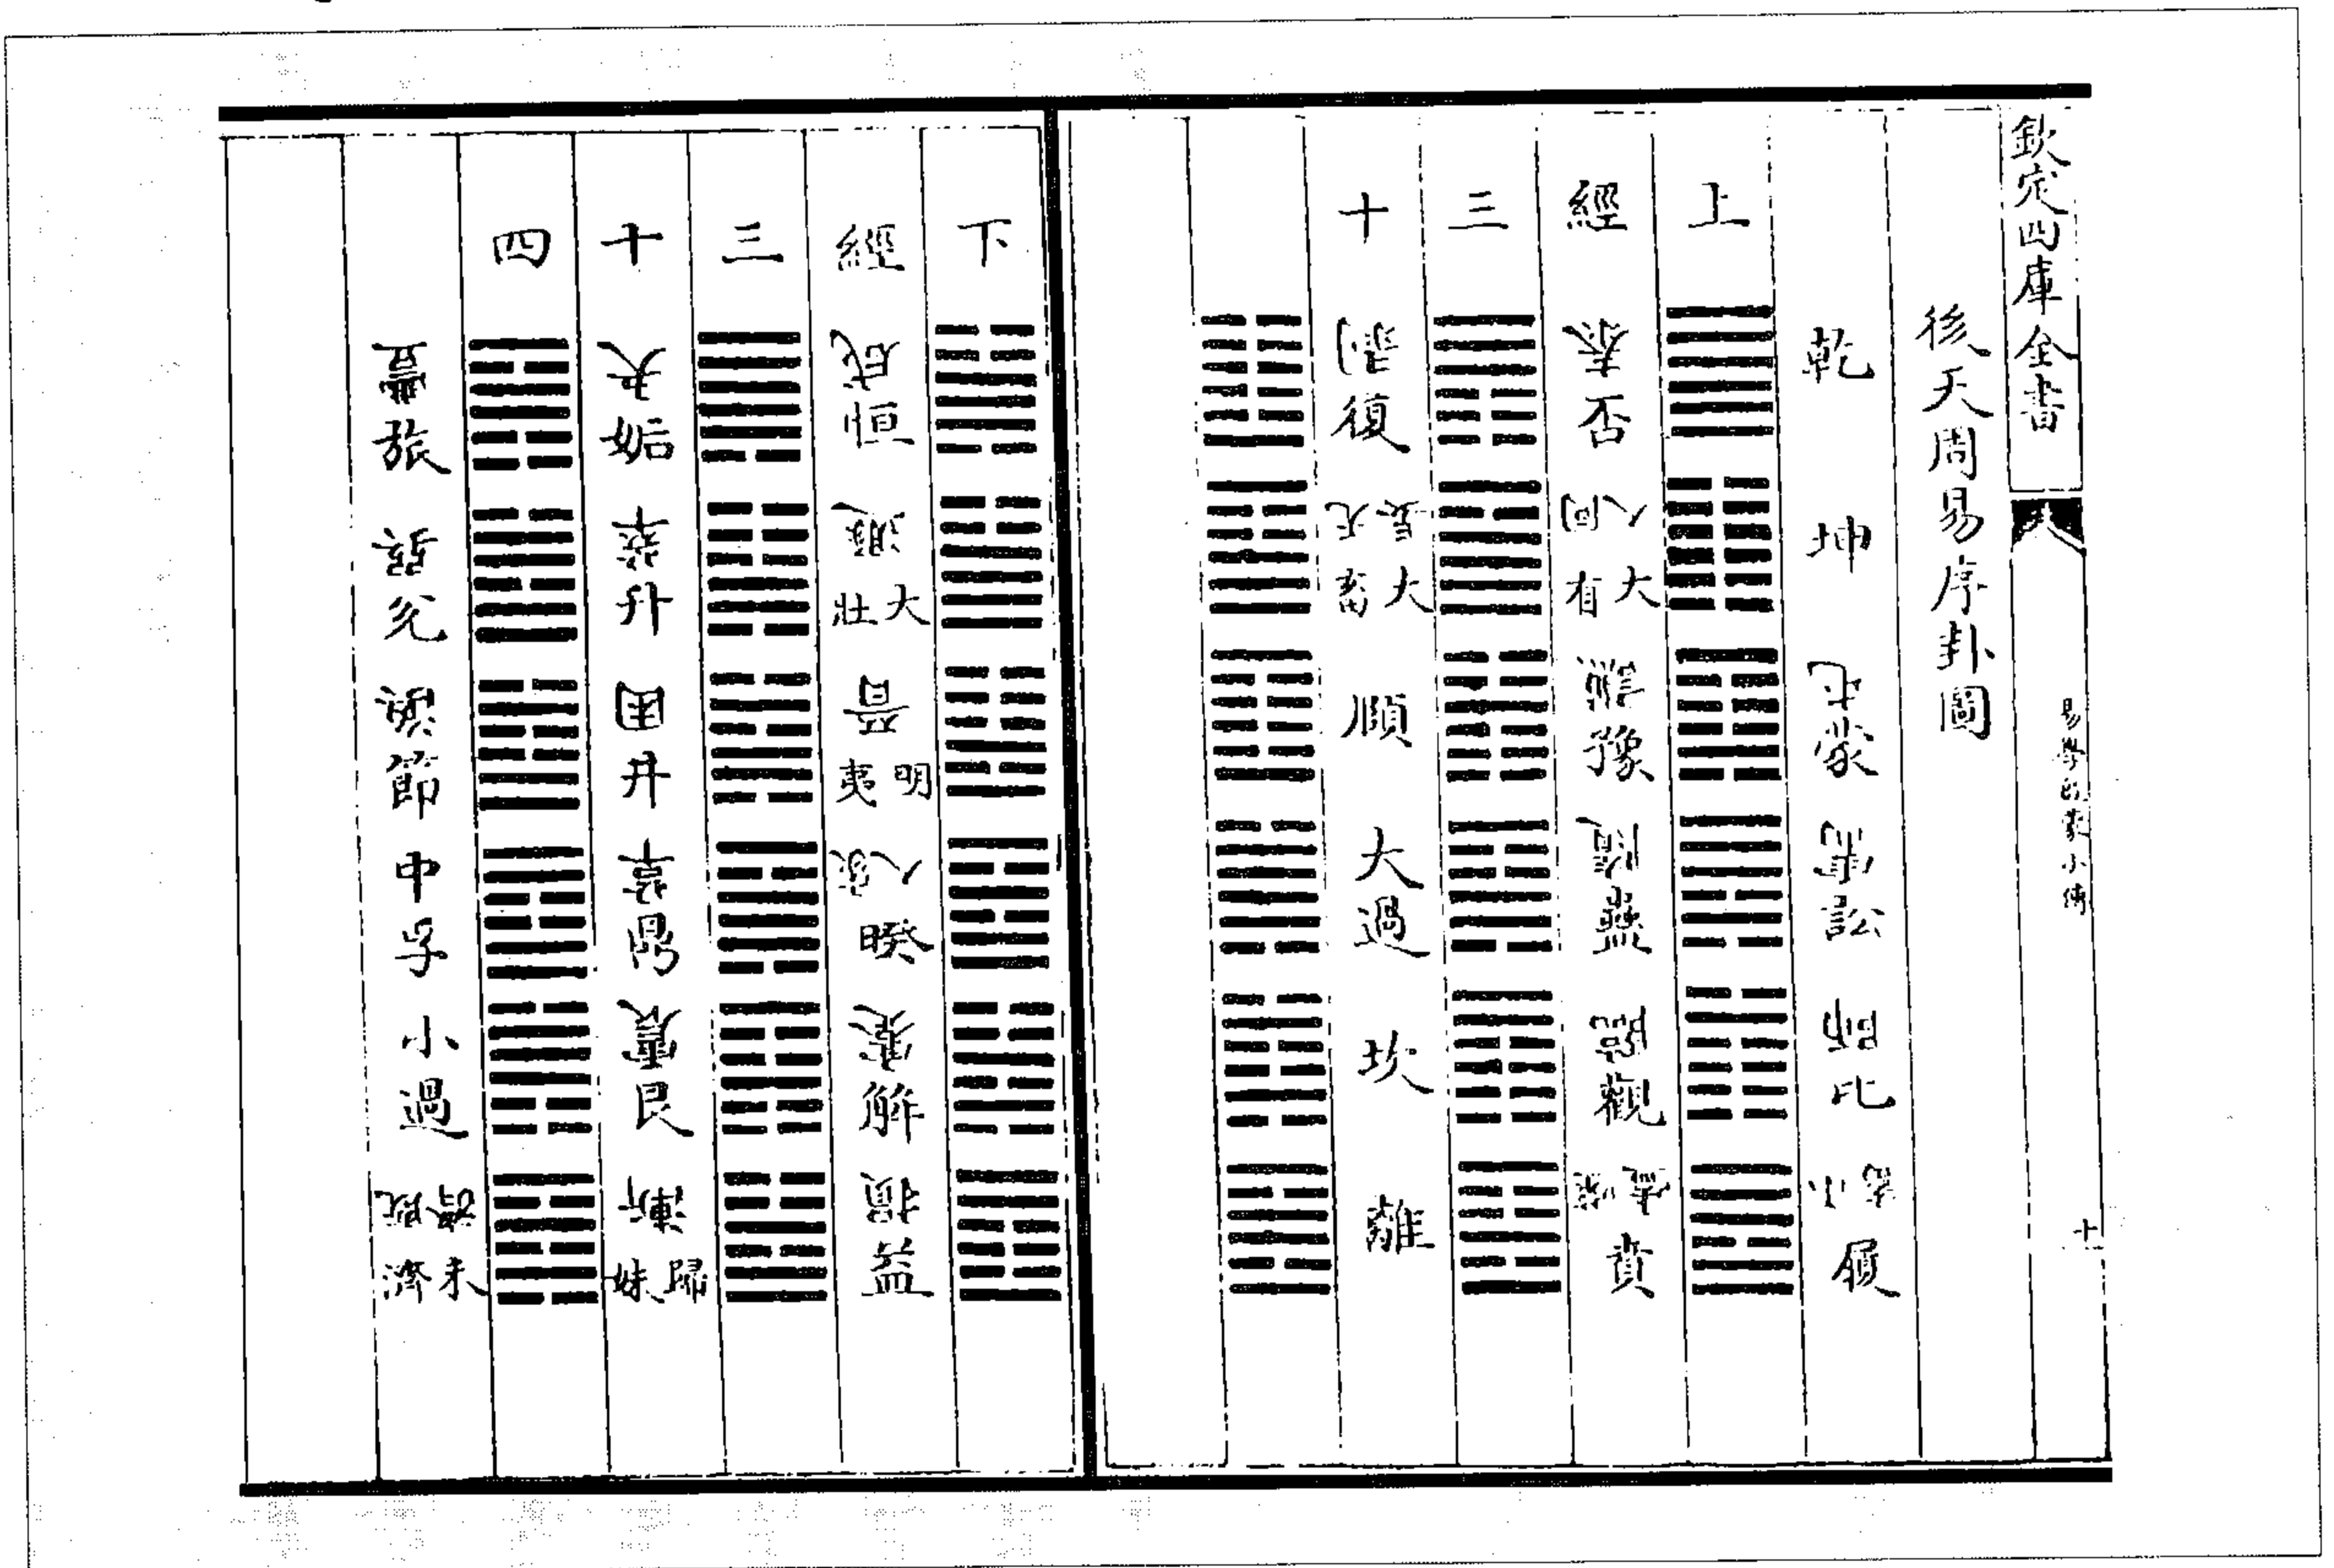 欽定四庫全書
易學啟蒙小傳
十
後天周易序卦圖
乾 坤 屯 蒙 需 訟 師 比 小畜 履
上
泰 否 同人 大有 謙 豫 隨 蠱 臨 觀 噬嗑 賁
經
三
剝 復 无妄 大畜 頤 大過 坎 離
十
下
咸 恒 遯 大壯 晉 明夷 家人 睽 蹇 解 損 益
經
三
夬 姤 萃 升 困 井 革 鼎 震 艮 漸 歸妹
十
四
豐 旅 巽 兌 渙 節 中孚 小過 既濟 未濟